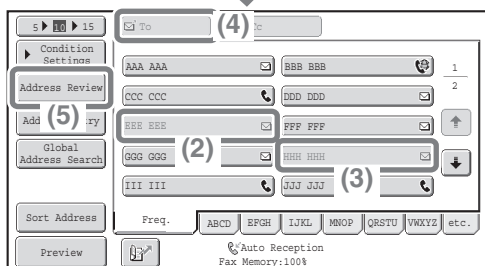 5 10 15
To
(4)
Cc
Condition
Settings
AAA AAA
BBB BBB
1
2
Address Review
CCC CCC
DDD DDD
(5)
EEE EEE
(2)
FFF FFF
Global
Address Search
GGG GGG
HHH HHH
(3)
III III
JJJ JJJ
Sort Address
Freq.
ABCD
EFGH
IJKL
MNOP
QRSTU
VWXYZ
etc.
Preview
Auto Reception
Fax Memory:100%